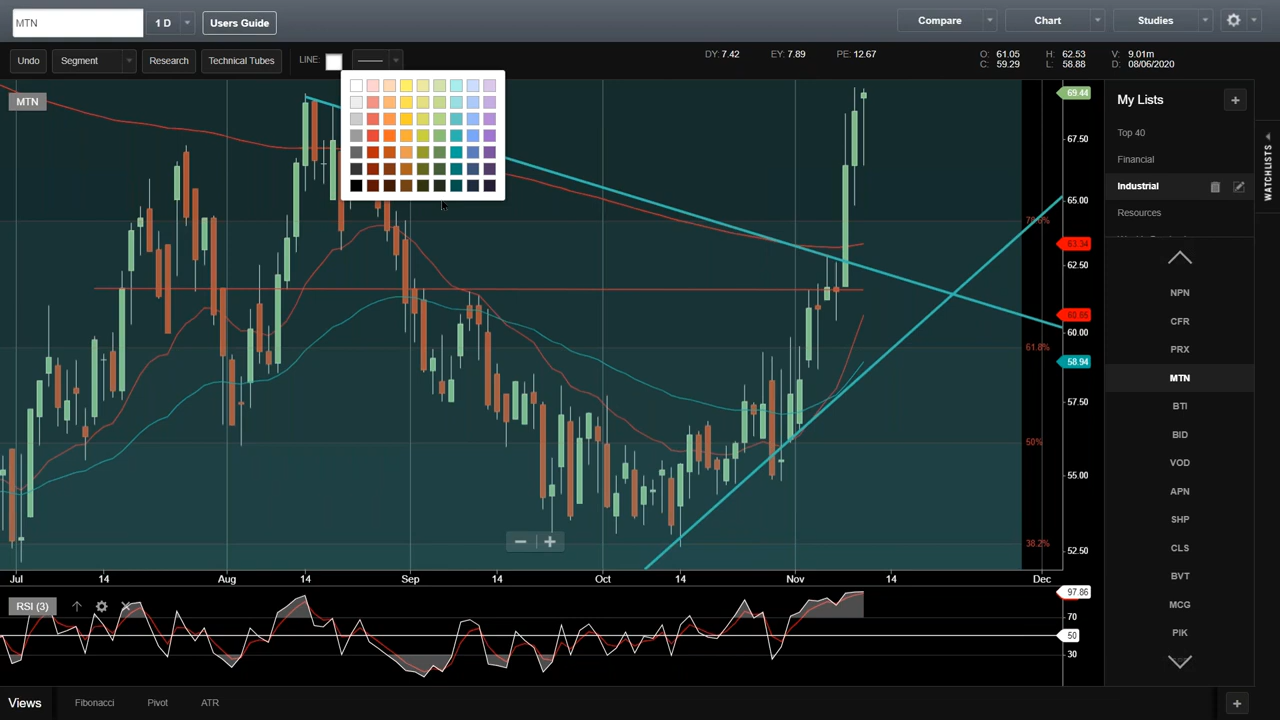 MTN
1 D
Users Guide
Compare
Chart
Studies
Undo
Segment
Research
Technical Tubes
LINE:
DY: 7.42 EY: 7.89 PE: 12.67
O: 61.05 H: 62.53 V: 9.01m
C: 59.29 L: 58.88 D: 08/06/2020
MTN
69.44
67.50
65.00
78.6%
63.34
62.50
60.65
60.00
61.8%
58.94
57.50
50%
55.00
38.2%
52.50
Jul 14 Aug 14 Sep 14 Oct 14 Nov 14 Dec
RSI (3)
97.86
70
50
30
My Lists
Top 40
Financial
Industrial
Resources
NPN
CFR
PRX
MTN
BTI
BID
VOD
APN
SHP
CLS
BVT
MCG
PIK
WATCHLISTS
Views
Fibonacci
Pivot
ATR